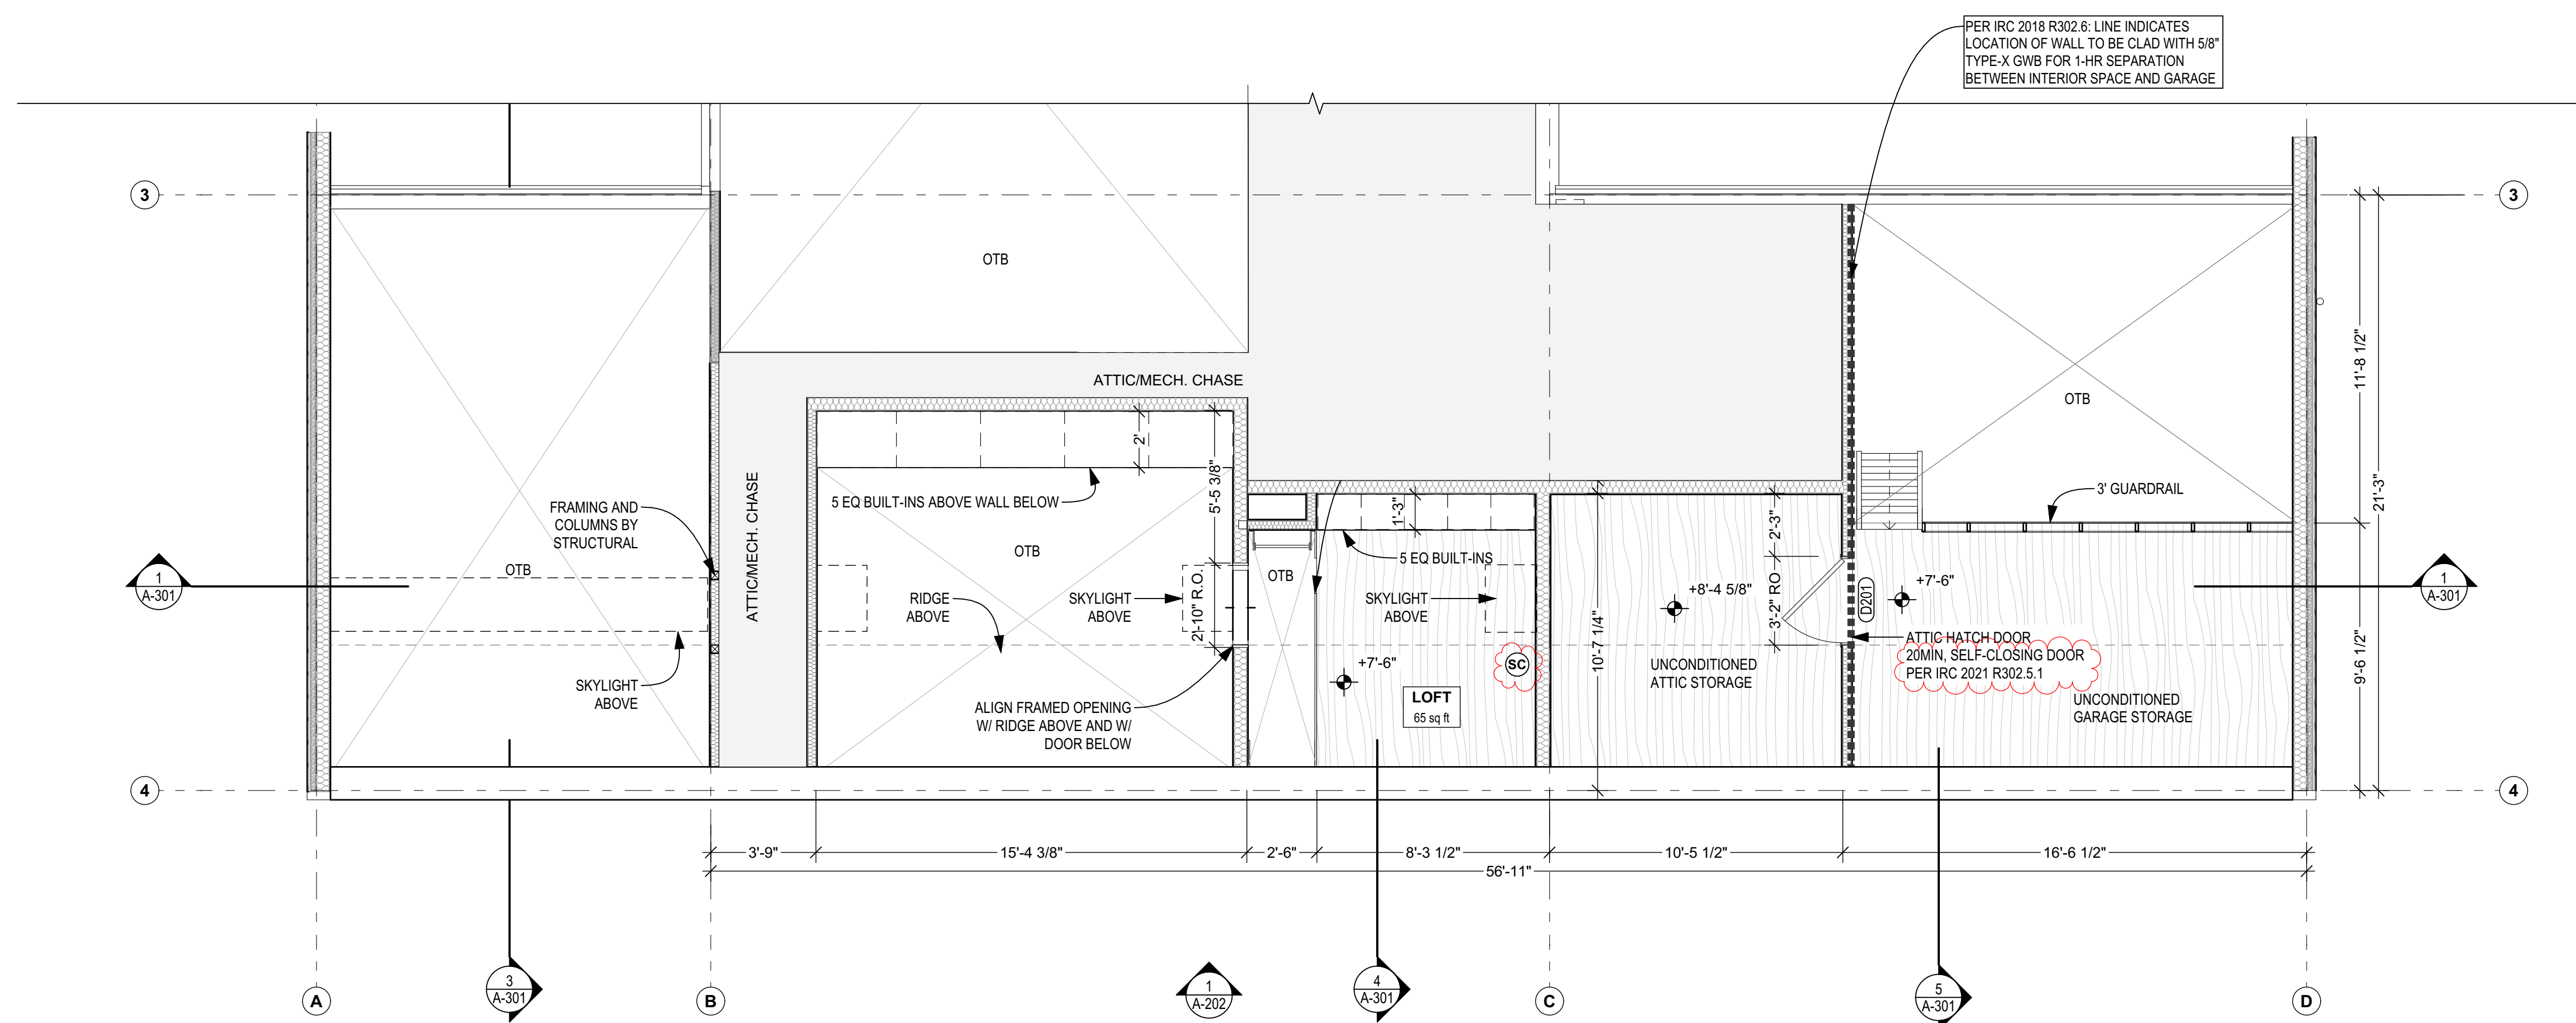 PER IRC 2018 R302.6: LINE INDICATES
LOCATION OF WALL TO BE CLAD WITH 5/8"
TYPE-X GWB FOR 1-HR SEPARATION
BETWEEN INTERIOR SPACE AND GARAGE
3
3
OTB
11'-8 1/2"
21'-3"
ATTIC/MECH. CHASE
OTB
2'
5'-5 3/8"
5 EQ BUILT-INS ABOVE WALL BELOW
ATTIC/MECH. CHASE
FRAMING AND
COLUMNS BY
STRUCTURAL
1'-3"
2'-3"
3' GUARDRAIL
OTB
OTB
OTB
5 EQ BUILT-INS
1
A-301
1
A-301
RIDGE
ABOVE
SKYLIGHT
ABOVE
2'-10" R.O.
SKYLIGHT
ABOVE
+8'-4 5/8"
3'-2" RO
D201
+7'-6"
10'-7 1/4"
ATTIC HATCH DOOR
20MIN, SELF-CLOSING DOOR
PER IRC 2021 R302.5.1
9'-6 1/2"
+7'-6"
SC
UNCONDITIONED
ATTIC STORAGE
SKYLIGHT
ABOVE
ALIGN FRAMED OPENING
W/ RIDGE ABOVE AND W/
DOOR BELOW
LOFT
65 sq ft
UNCONDITIONED
GARAGE STORAGE
4
4
3'-9"
15'-4 3/8"
2'-6"
8'-3 1/2"
10'-5 1/2"
16'-6 1/2"
56'-11"
A
3
A-301
B
1
A-202
4
A-301
C
5
A-301
D